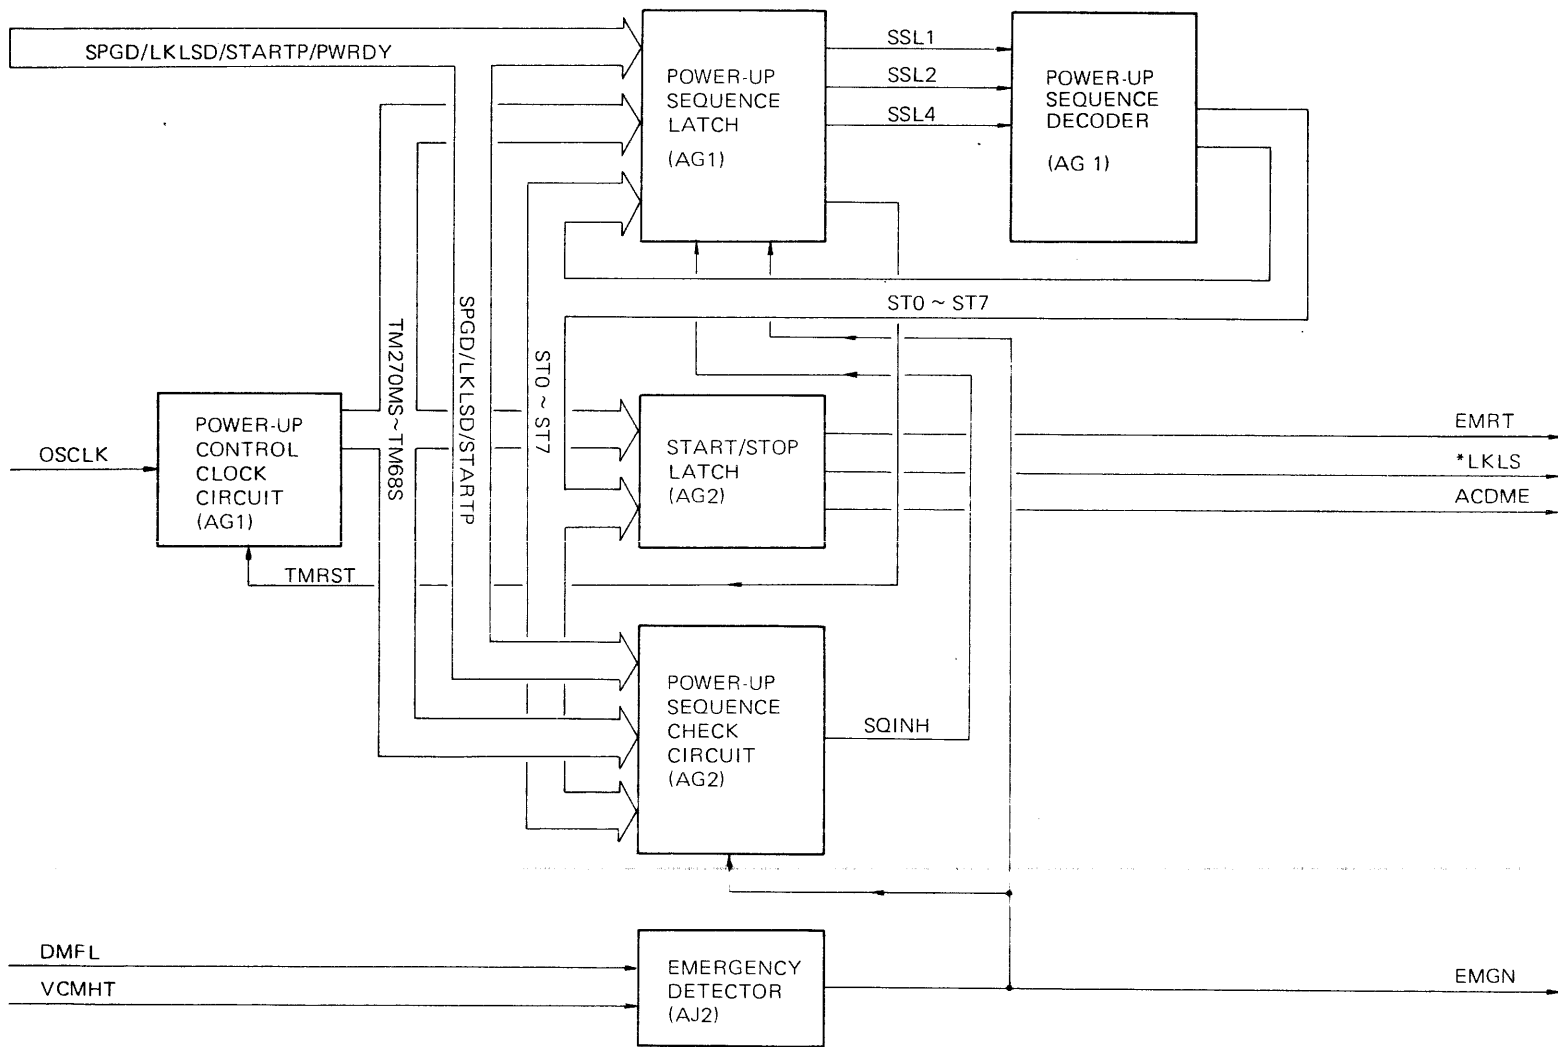 SPGD/LKLSD/STARTP/PWRDY
POWER-UP
SEQUENCE
LATCH
(AG1)
SSL1
SSL2
SSL4
POWER-UP
SEQUENCE
DECODER
(AG 1)
ST0 ~ ST7
TM270MS~TM68S
SPGD/LKLSD/STARTP
ST0 ~ ST7
OSCLK
POWER-UP
CONTROL
CLOCK
CIRCUIT
(AG1)
TMRST
START/STOP
LATCH
(AG2)
EMRT
*LKLS
ACDME
POWER-UP
SEQUENCE
CHECK
CIRCUIT
(AG2)
SQINH
DMFL
VCMHT
EMERGENCY
DETECTOR
(AJ2)
EMGN